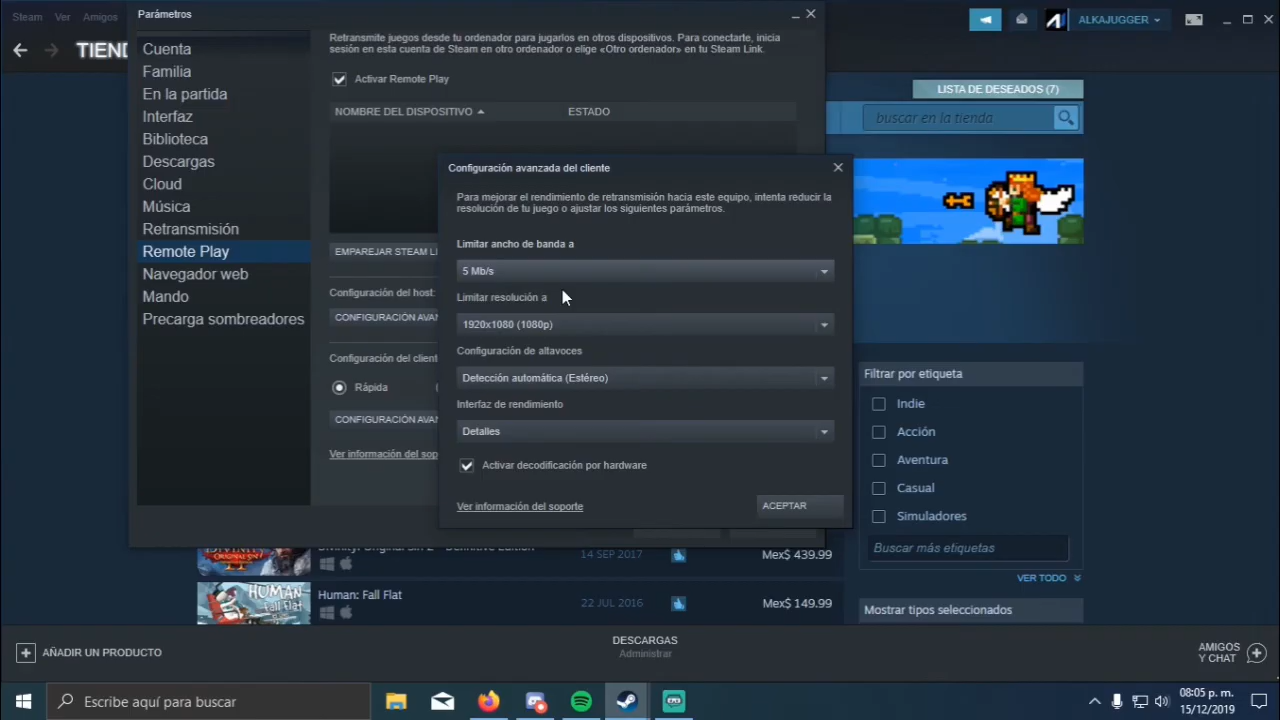 Steam Ver Amigos
Parámetros
ALKAJUGGER
TIEND
Cuenta
Familia
En la partida
Interfaz
Biblioteca
Descargas
Cloud
Música
Retransmisión
Remote Play
Navegador web
Mando
Precarga sombreadores
Retransmite juegos desde tu ordenador para jugarlos en otros dispositivos. Para conectarte, inicia
sesión en esta cuenta de Steam en otro ordenador o elige «Otro ordenador» en tu Steam Link.
Activar Remote Play
NOMBRE DEL DISPOSITIVO ESTADO
EMPAREJAR STEAM LI
Configuración del host:
CONFIGURACIÓN AVAN
Configuración del client
Rápida
CONFIGURACIÓN AVAN
Ver información del sop
Configuración avanzada del cliente
Para mejorar el rendimiento de retransmisión hacia este equipo, intenta reducir la
resolución de tu juego o ajustar los siguientes parámetros.
Limitar ancho de banda a
5 Mb/s
Limitar resolución a
1920x1080 (1080p)
Configuración de altavoces
Detección automática (Estéreo)
Interfaz de rendimiento
Detalles
Activar decodificación por hardware
Ver información del soporte
ACEPTAR
LISTA DE DESEADOS (7)
buscar en la tienda
Filtrar por etiqueta
Indie
Acción
Aventura
Casual
Simuladores
Buscar más etiquetas
VER TODO
Mostrar tipos seleccionados
Divinity: Original Sin 2 - Definitive Edition
14 SEP 2017
Mex$ 439.99
HUMAN
Fall Flat
Human: Fall Flat
22 JUL 2016
Mex$ 149.99
AÑADIR UN PRODUCTO
DESCARGAS
Administrar
AMIGOS
Y CHAT
Escribe aquí para buscar
08:05 p. m.
15/12/2019